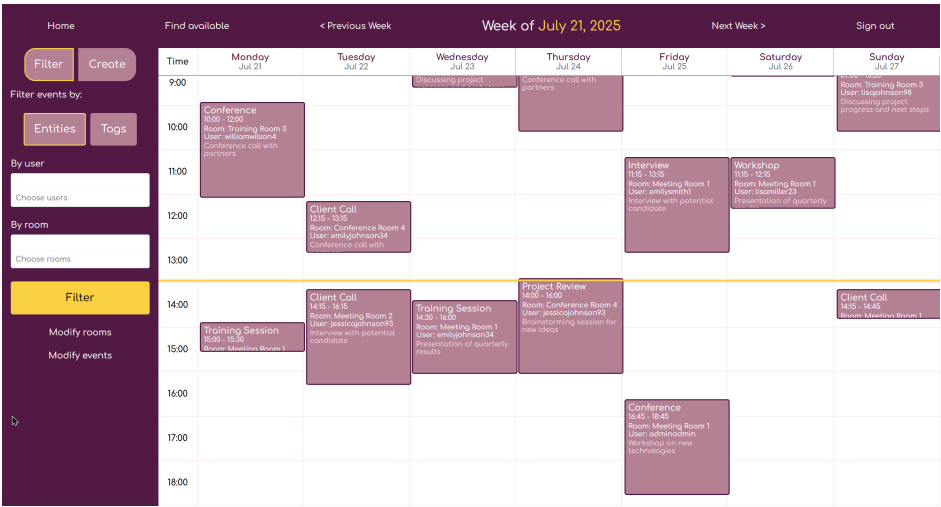 Home
Find available
< Previous Week
Week of July 21, 2025
Next Week >
Sign out
Filter
Create
Filter events by:
Entities
Tags
By user
Choose users
By room
Choose rooms
Filter
Modify rooms
Modify events
Time
Monday
Jul 21
Tuesday
Jul 22
Wednesday
Jul 23
Thursday
Jul 24
Friday
Jul 25
Saturday
Jul 26
Sunday
Jul 27
9:00
10:00
11:00
12:00
13:00
14:00
15:00
16:00
17:00
18:00
Conference
10:00 - 12:00
Room: Training Room 3
User: williamwilson4
Conference call with
partners
Training Session
15:00 - 15:30
Room: Meeting Room 1
Client Call
12:15 - 13:15
Room: Conference Room 4
User: emilyjohnson34
Conference call with
Client Call
14:15 - 16:15
Room: Meeting Room 2
User: jessicajohnson93
Interview with potential
candidate
Discussing project
Training Session
14:30 - 16:00
Room: Meeting Room 1
User: emilyjohnson34
Presentation of quarterly
results
Conference call with
partners
Project Review
14:00 - 16:00
Room: Conference Room 4
User: jessicajohnson93
Brainstorming session for
new ideas
Interview
11:15 - 13:15
Room: Meeting Room 1
User: emilysmith1
Interview with potential
candidate
Conference
16:45 - 18:45
Room: Meeting Room 1
User: adminadmin
Workshop on new
technologies
Workshop
11:15 - 12:15
Room: Meeting Room 1
User: lisamiller23
Presentation of quarterly
Room: Training Room 3
User: lisajohnson98
Discussing project
progress and next steps
Client Call
14:15 - 14:45
Room: Meeting Room 1